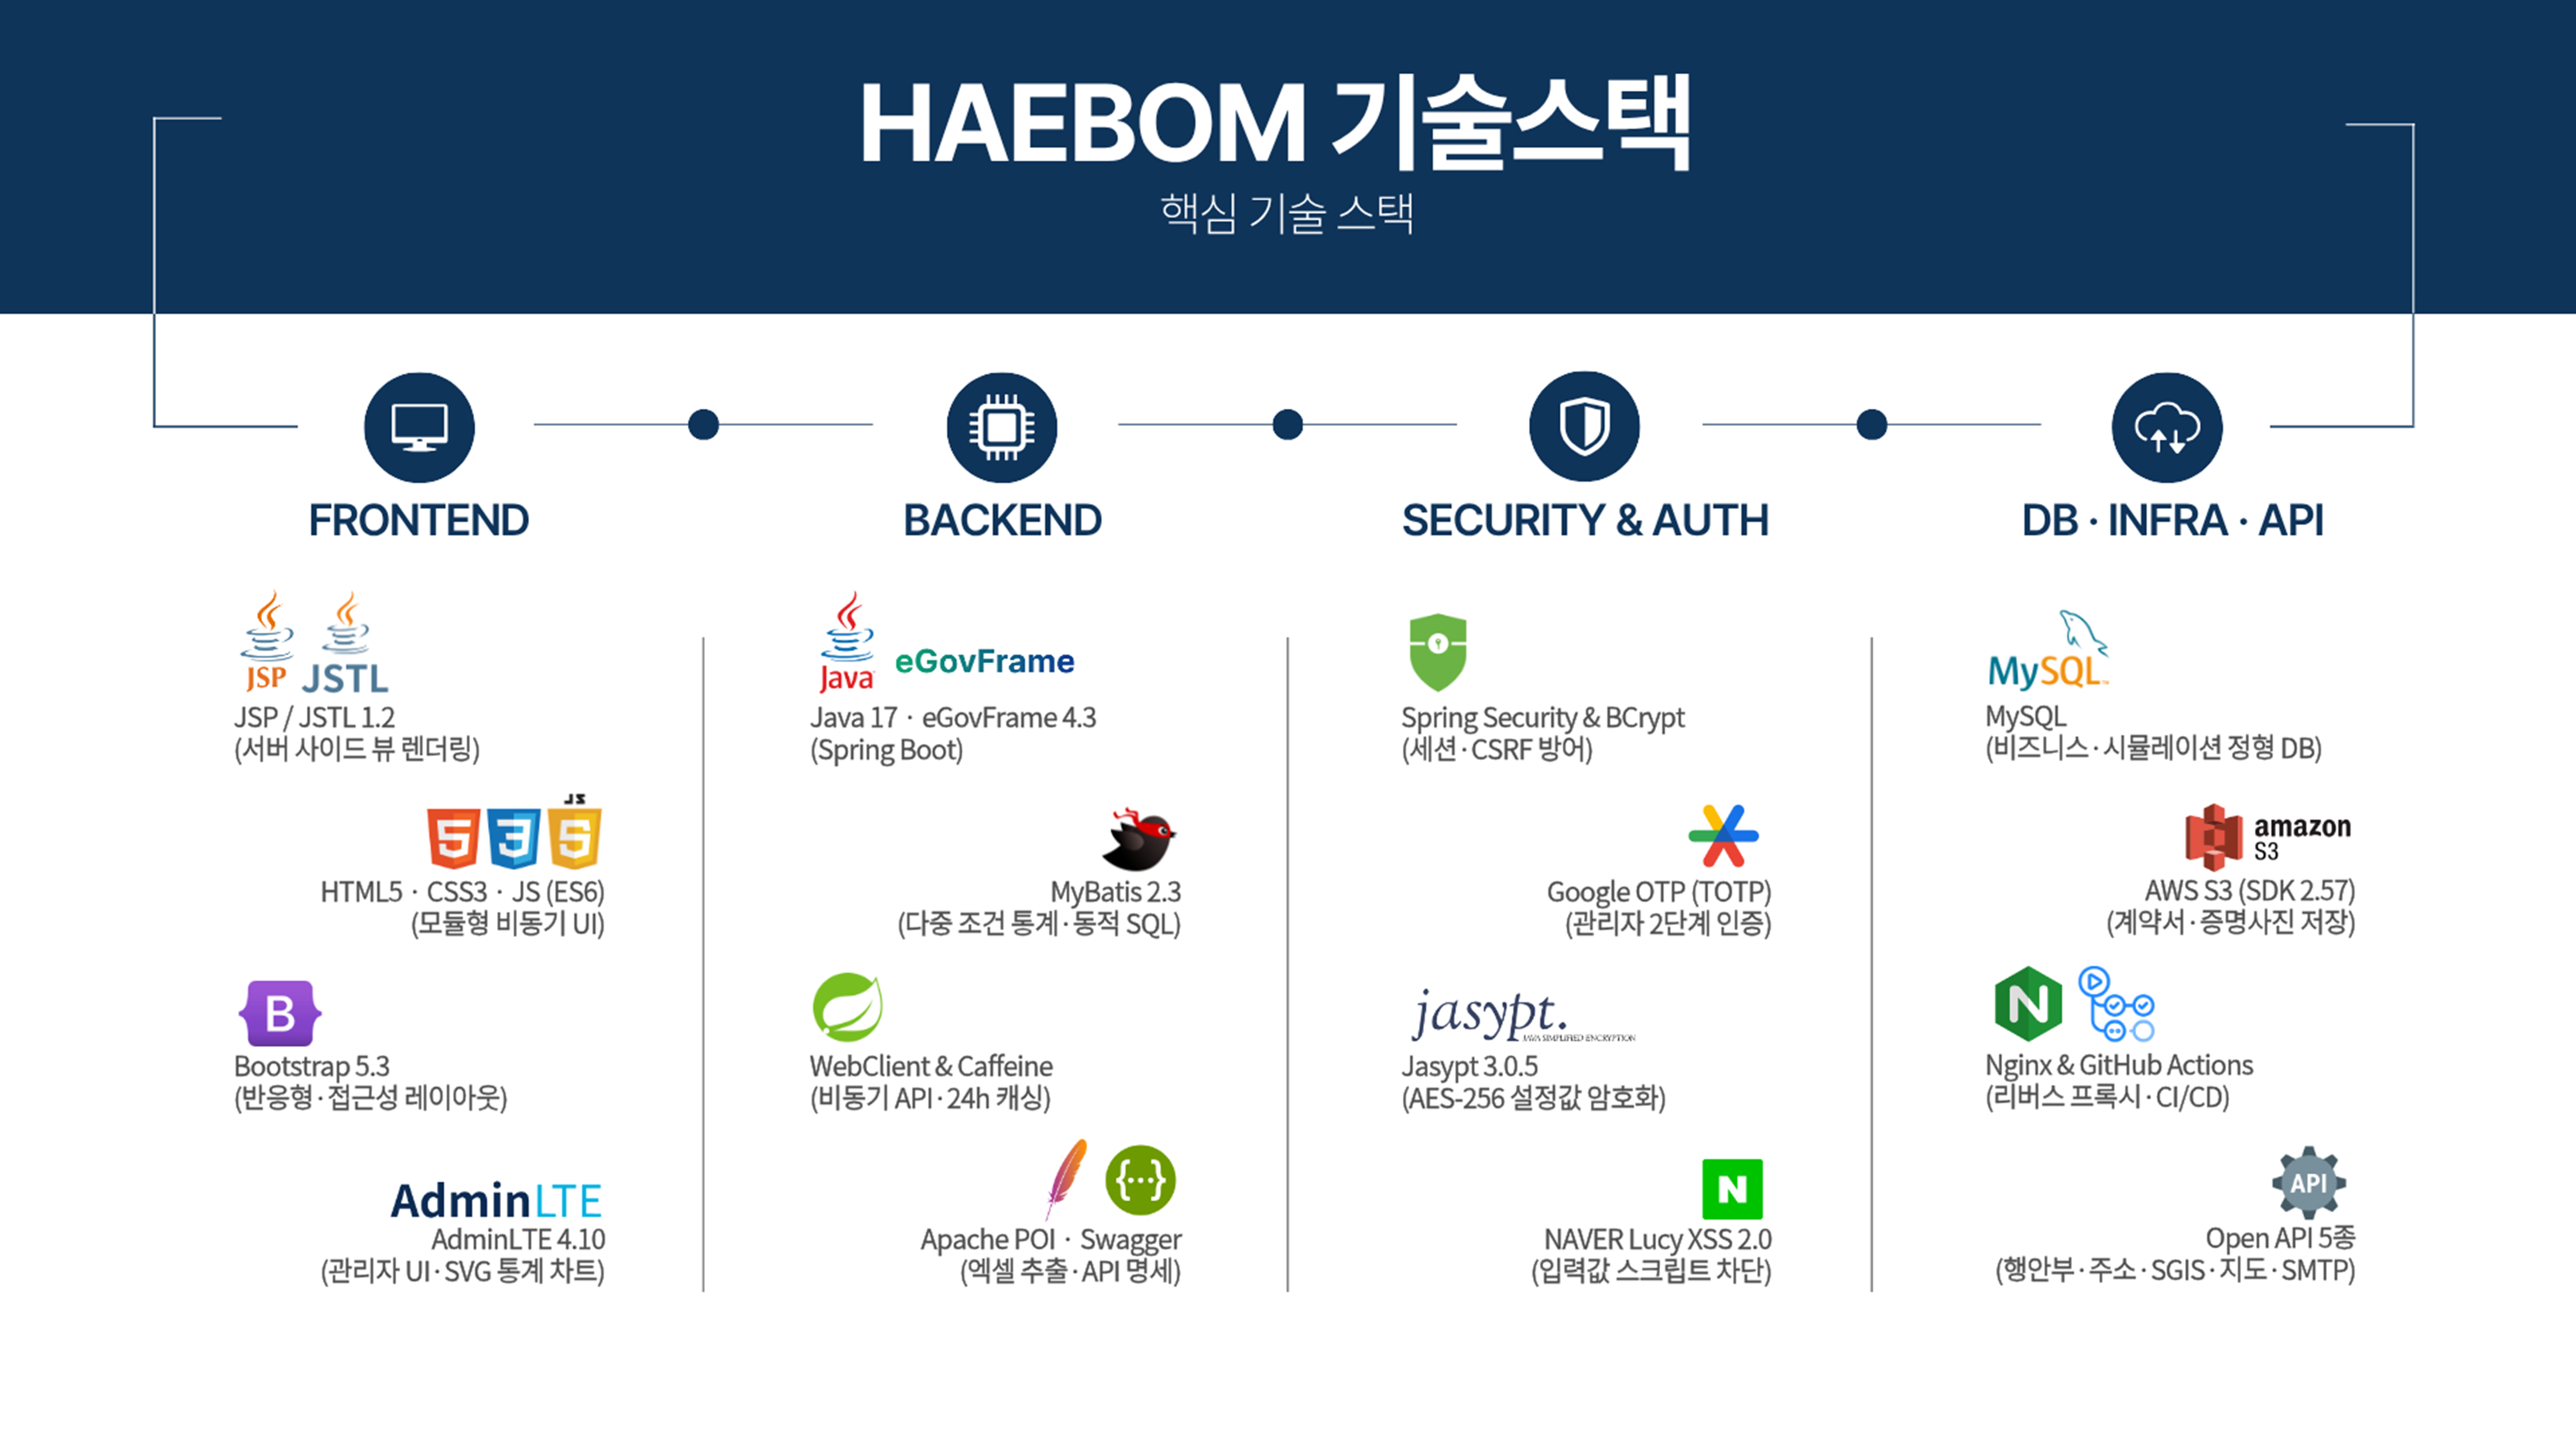 HAEBOM 기술스택
핵심 기술 스택
FRONTEND
JSP
JSTL
JSP / JSTL 1.2
(서버 사이드 뷰 렌더링)
5
3
JS
5
HTML5 · CSS3 · JS (ES6)
(모듈형 비동기 UI)
B
Bootstrap 5.3
(반응형·접근성 레이아웃)
AdminLTE
AdminLTE 4.10
(관리자 UI·SVG 통계 차트)
BACKEND
Java
eGovFrame
Java 17 · eGovFrame 4.3
(Spring Boot)
MyBatis 2.3
(다중 조건 통계·동적 SQL)
WebClient & Caffeine
(비동기 API·24h 캐싱)
{···}
Apache POI · Swagger
(엑셀 추출·API 명세)
SECURITY & AUTH
Spring Security & BCrypt
(세션·CSRF 방어)
Google OTP (TOTP)
(관리자 2단계 인증)
jasypt.
JAVA SIMPLIFIED ENCRYPTION
Jasypt 3.0.5
(AES-256 설정값 암호화)
N
NAVER Lucy XSS 2.0
(입력값 스크립트 차단)
DB · INFRA · API
MySQL™
MySQL
(비즈니스·시뮬레이션 정형 DB)
amazon
S3
AWS S3 (SDK 2.57)
(계약서·증명사진 저장)
N
Nginx & GitHub Actions
(리버스 프록시·CI/CD)
API
Open API 5종
(행안부·주소·SGIS·지도·SMTP)